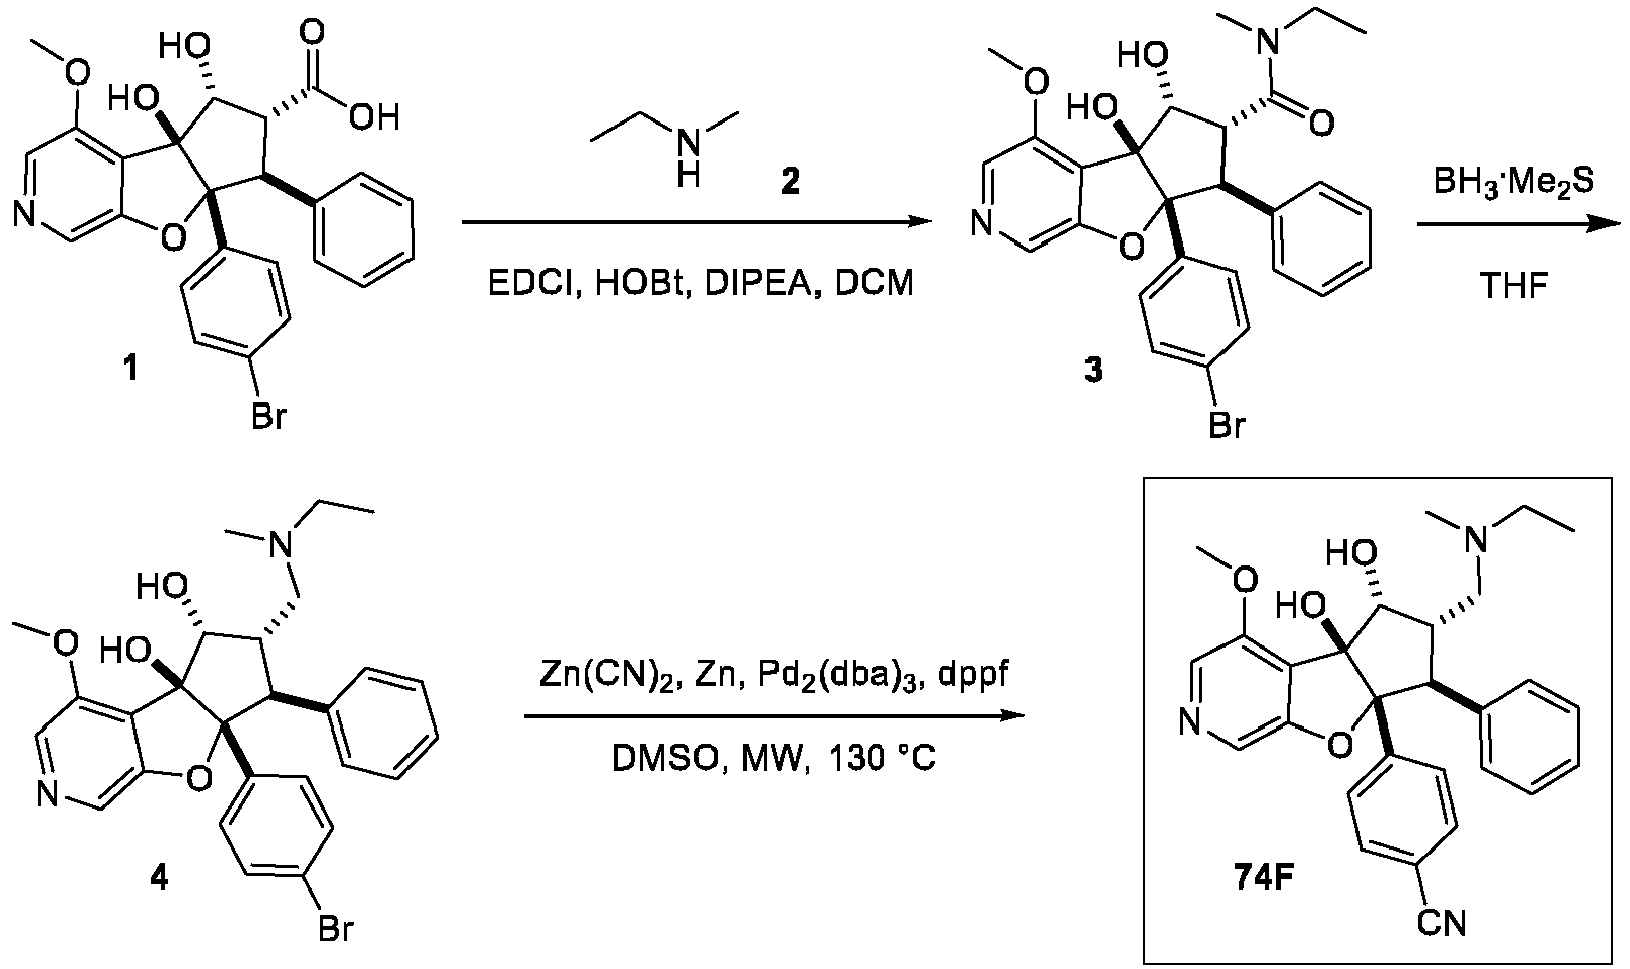 HO
O
O
HO
OH
N
O
1
Br
N
H
2
EDCI, HOBt, DIPEA, DCM
N
HO
O
HO
O
N
O
3
Br
BH₃·Me₂S
THF
N
HO
O
HO
N
O
4
Br
Zn(CN)₂, Zn, Pd₂(dba)₃, dppf
DMSO, MW, 130 °C
N
HO
O
HO
N
O
74F
CN